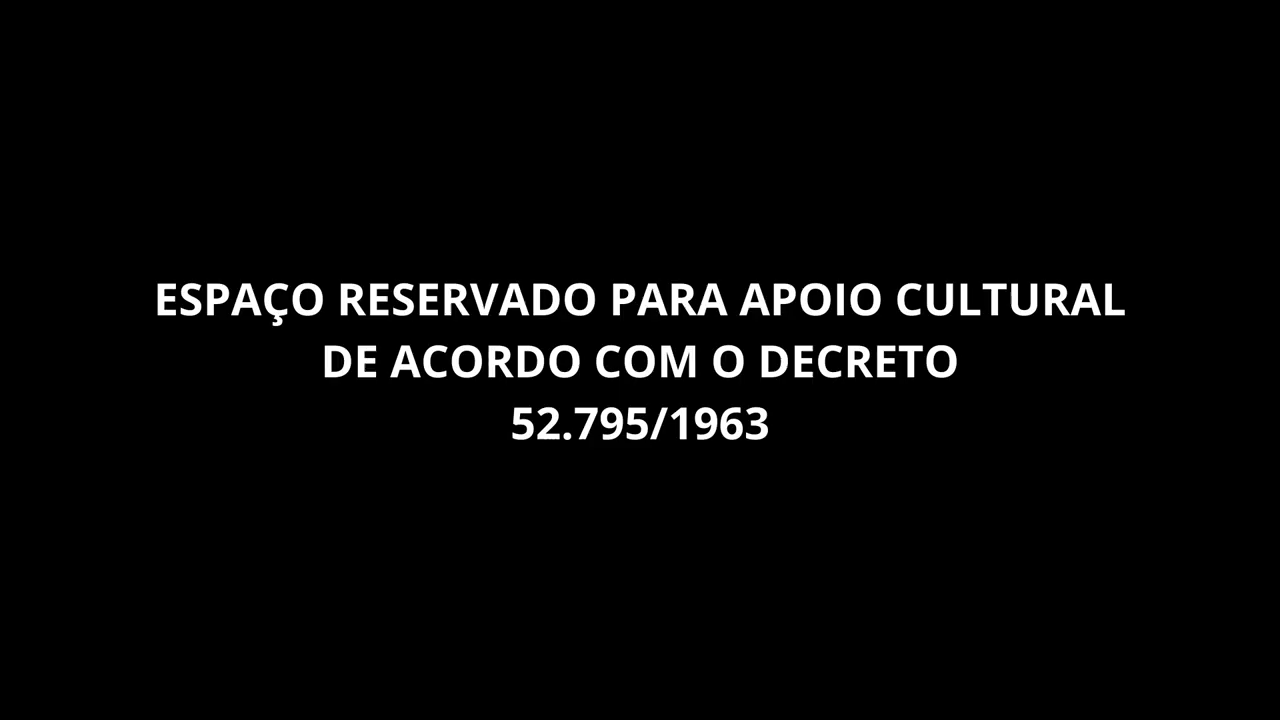 ESPAÇO RESERVADO PARA APOIO CULTURAL
DE ACORDO COM O DECRETO
52.795/1963